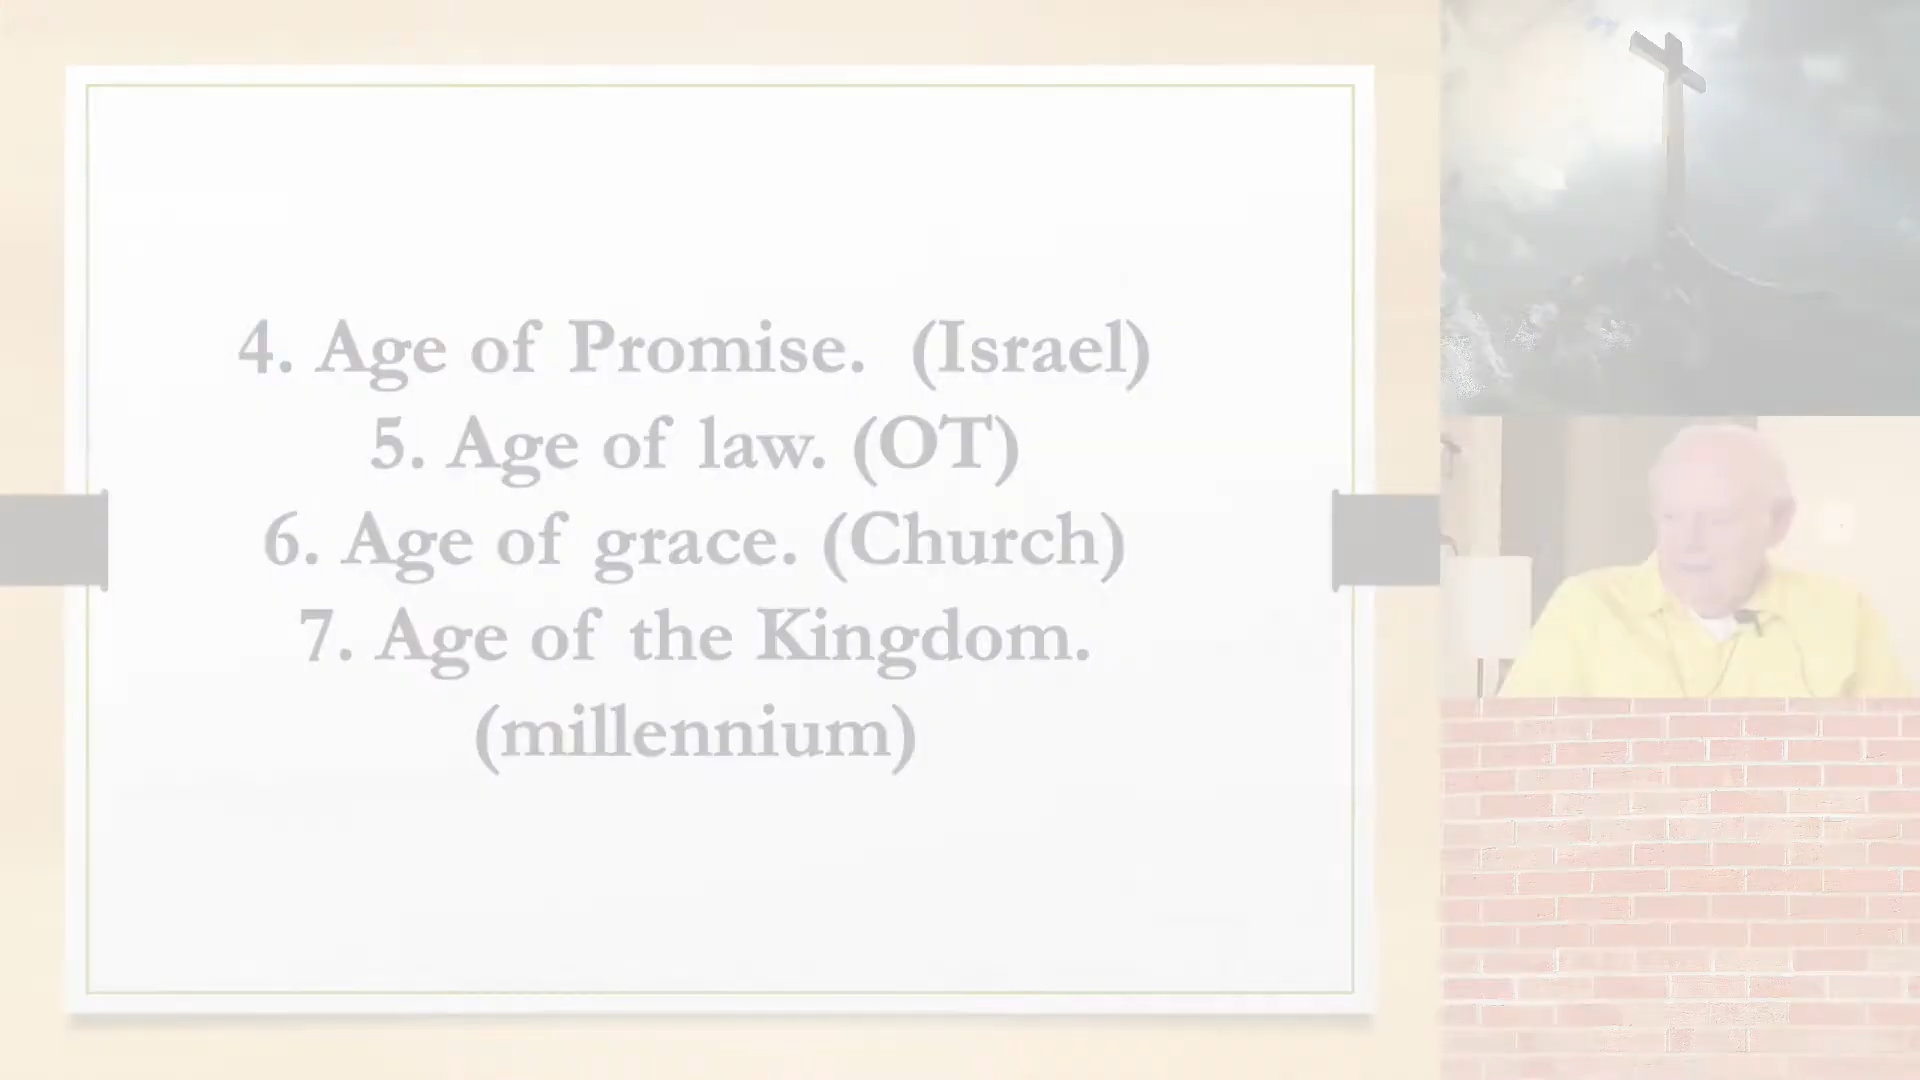 4. Age of Promise. (Israel)
5. Age of law. (OT)
6. Age of grace. (Church)
7. Age of the Kingdom.
(millennium)